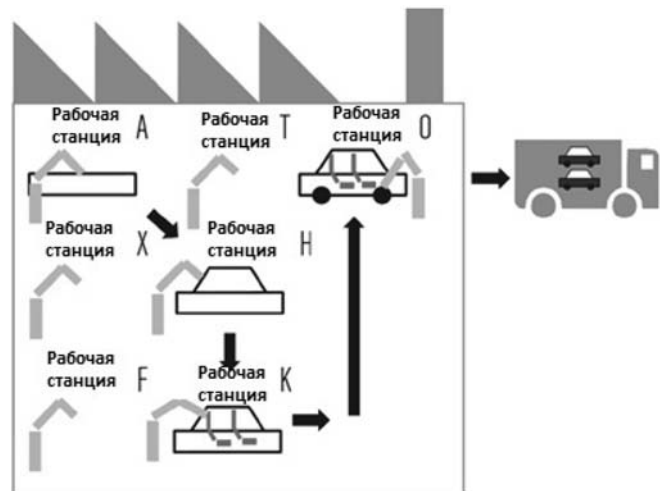 Рабочая
станция A
Рабочая
станция T
Рабочая
станция O
Рабочая
станция X
Рабочая
станция H
Рабочая
станция F
Рабочая
станция K